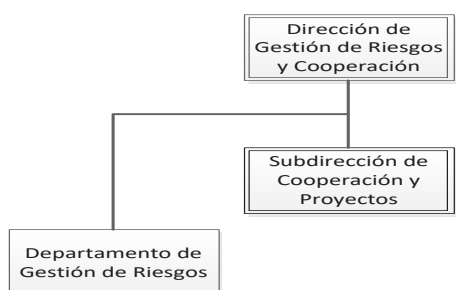 Dirección de
Gestión de Riesgos
y Cooperación
Subdirección de
Cooperación y
Proyectos
Departamento de
Gestión de Riesgos